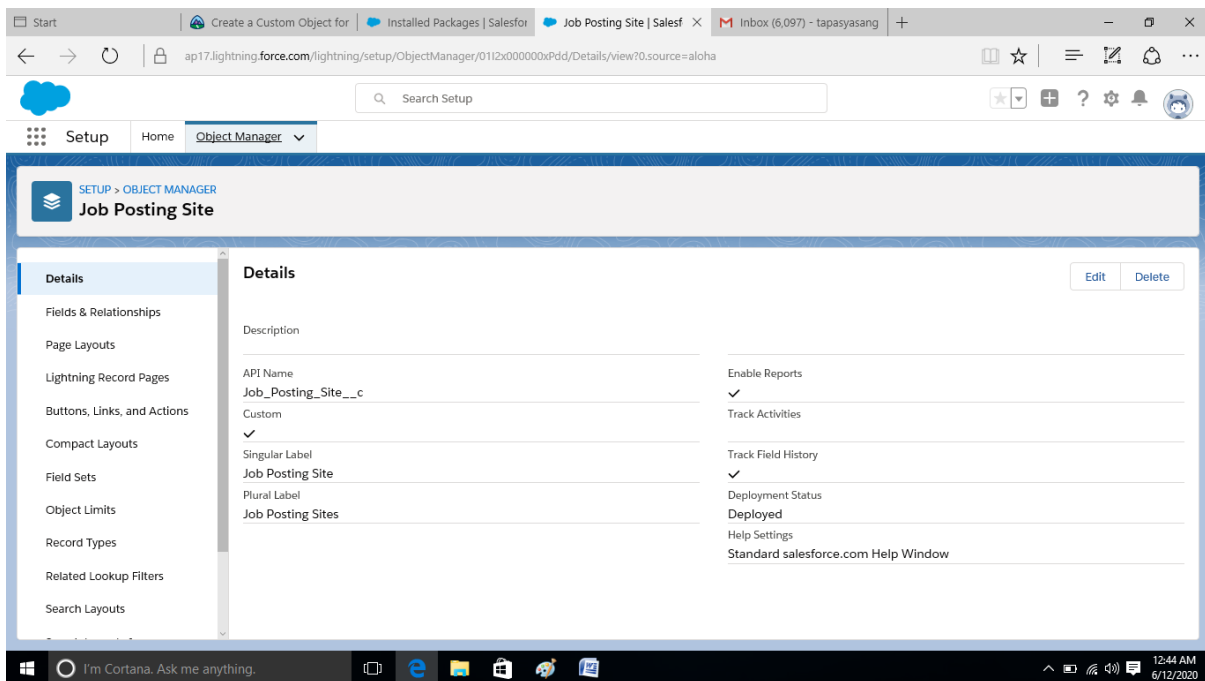 Start
Create a Custom Object for
Installed Packages | Salesfor
Job Posting Site | Salesf
Inbox (6,097) - tapasyasang
ap17.lightning.force.com/lightning/setup/ObjectManager/01I2x000000xPdd/Details/view?0.source=aloha
Search Setup
Setup
Home
Object Manager
SETUP > OBJECT MANAGER
Job Posting Site
Details
Fields & Relationships
Page Layouts
Lightning Record Pages
Buttons, Links, and Actions
Compact Layouts
Field Sets
Object Limits
Record Types
Related Lookup Filters
Search Layouts
Details
Edit
Delete
Description
API Name
Job_Posting_Site__c
Custom
Singular Label
Job Posting Site
Plural Label
Job Posting Sites
Enable Reports
Track Activities
Track Field History
Deployment Status
Deployed
Help Settings
Standard salesforce.com Help Window
I'm Cortana. Ask me anything.
12:44 AM
6/12/2020